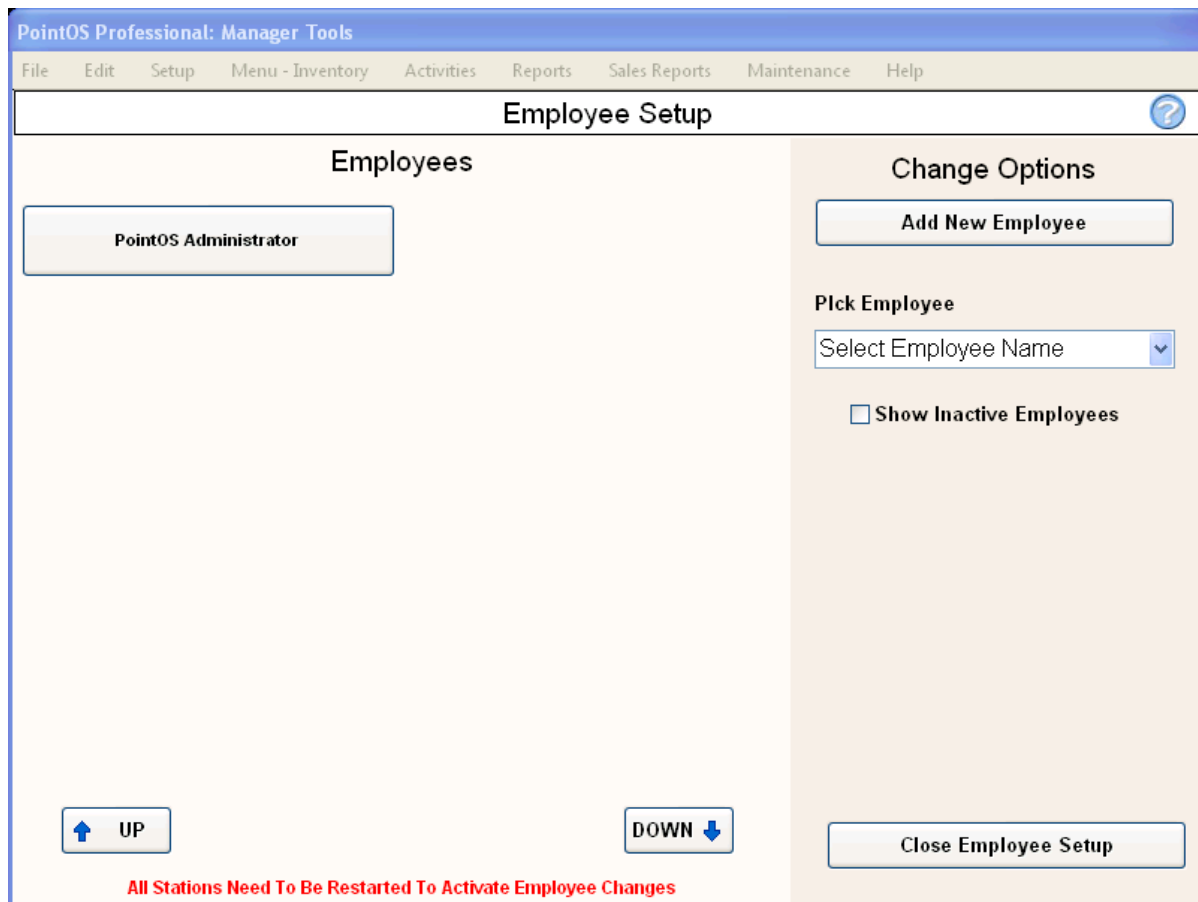 PointOS Professional: Manager Tools
File Edit Setup Menu - Inventory Activities Reports Sales Reports Maintenance Help
Employee Setup
?
Employees
PointOS Administrator
Change Options
Add New Employee
PIck Employee
Select Employee Name
Show Inactive Employees
UP
DOWN
Close Employee Setup
All Stations Need To Be Restarted To Activate Employee Changes